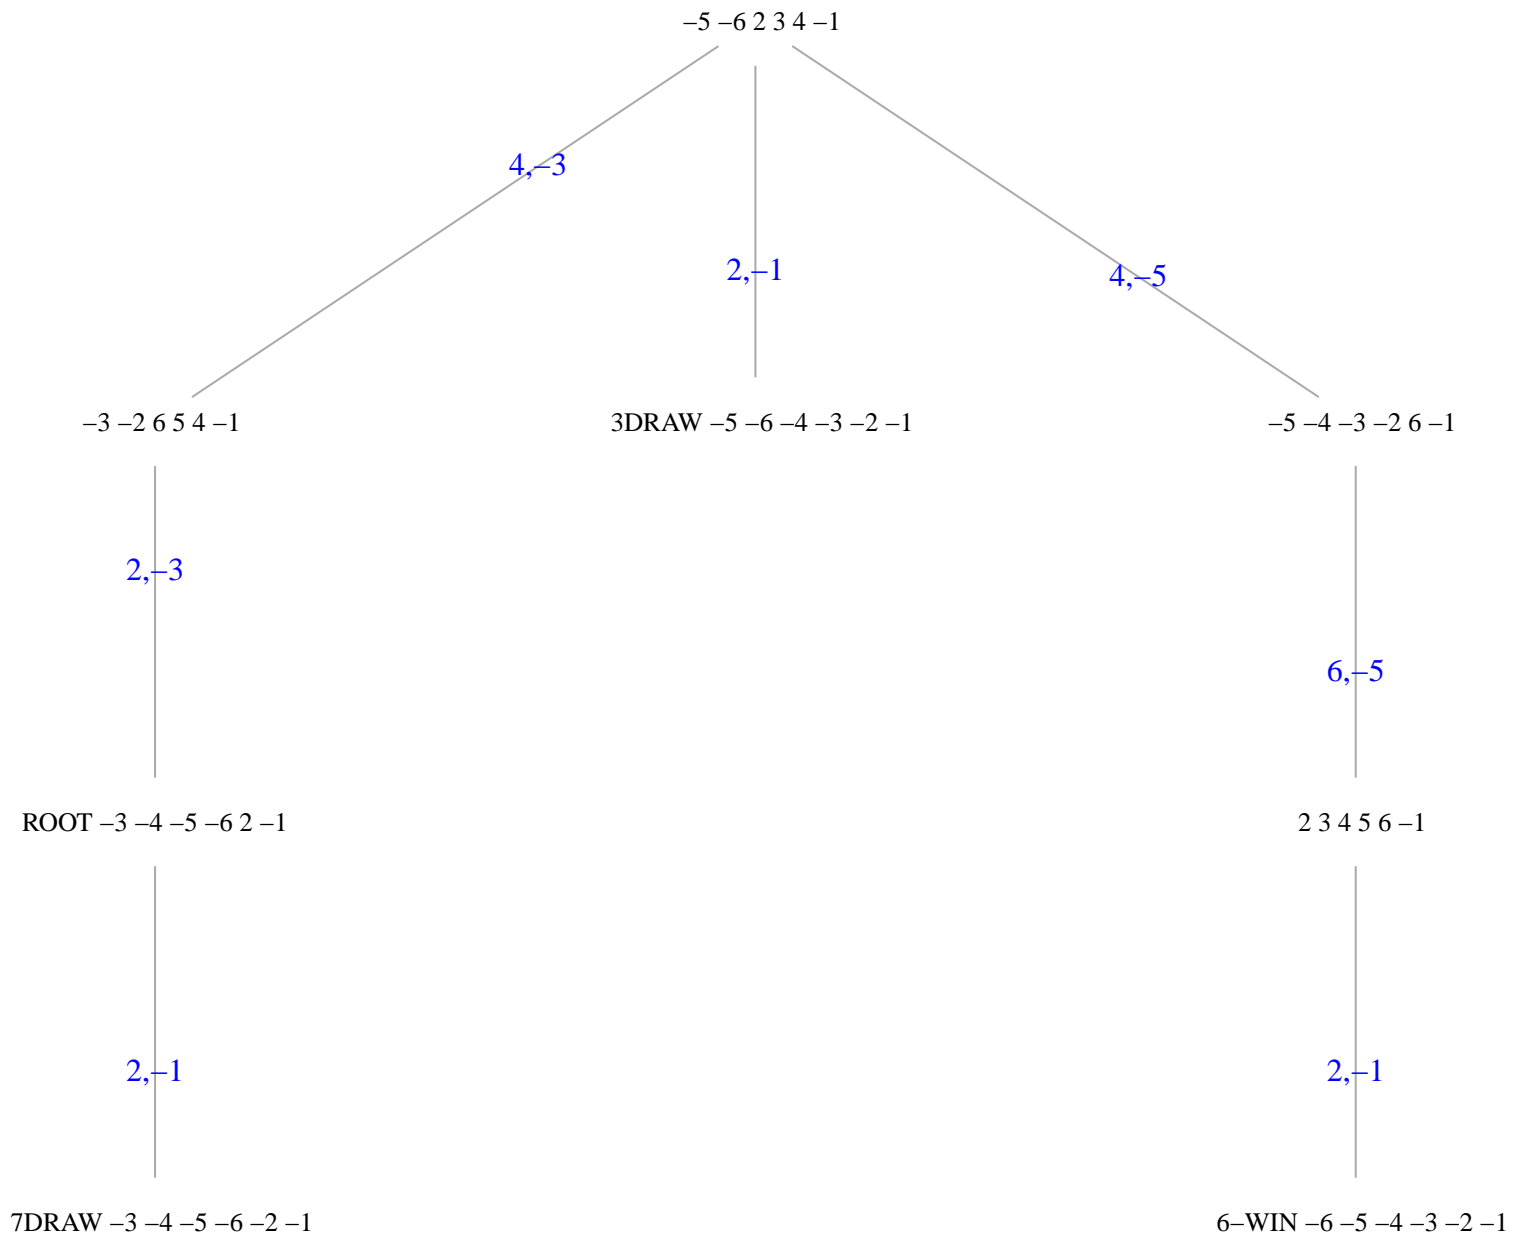 –5 –6 2 3 4 –1
4,–3
2,–1
4,–5
–3 –2 6 5 4 –1
3DRAW –5 –6 –4 –3 –2 –1
–5 –4 –3 –2 6 –1
2,–3
6,–5
ROOT –3 –4 –5 –6 2 –1
2 3 4 5 6 –1
2,–1
2,–1
7DRAW –3 –4 –5 –6 –2 –1
6–WIN –6 –5 –4 –3 –2 –1